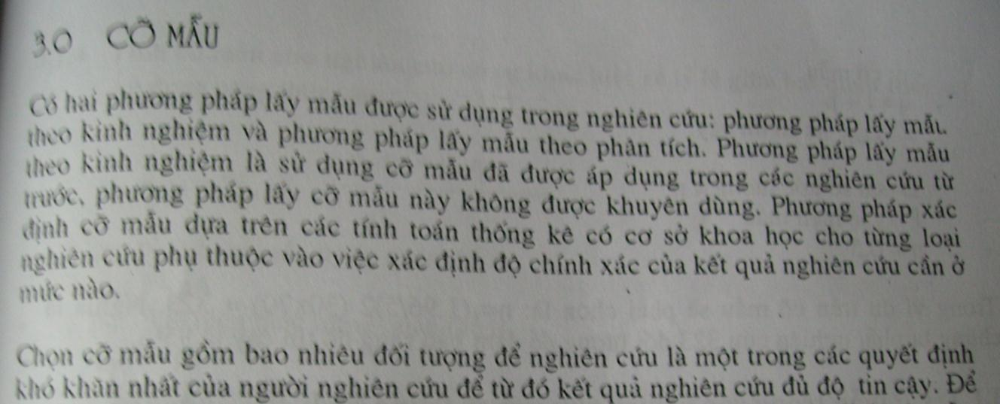 3.0 CỠ MẪU
Có hai phương pháp lấy mẫu được sử dụng trong nghiên cứu: phương pháp lấy mẫu
theo kinh nghiệm và phương pháp lấy mẫu theo phân tích. Phương pháp lấy mẫu
theo kinh nghiệm là sử dụng cỡ mẫu đã được áp dụng trong các nghiên cứu từ
trước, phương pháp lấy cỡ mẫu này không được khuyên dùng. Phương pháp xác
định cỡ mẫu dựa trên các tính toán thống kê có cơ sở khoa học cho từng loại
nghiên cứu phụ thuộc vào việc xác định độ chính xác của kết quả nghiên cứu cần ở
mức nào.
Chọn cỡ mẫu gồm bao nhiêu đối tượng để nghiên cứu là một trong các quyết định
khó khăn nhất của người nghiên cứu để từ đó kết quả nghiên cứu đủ độ tin cậy. Để